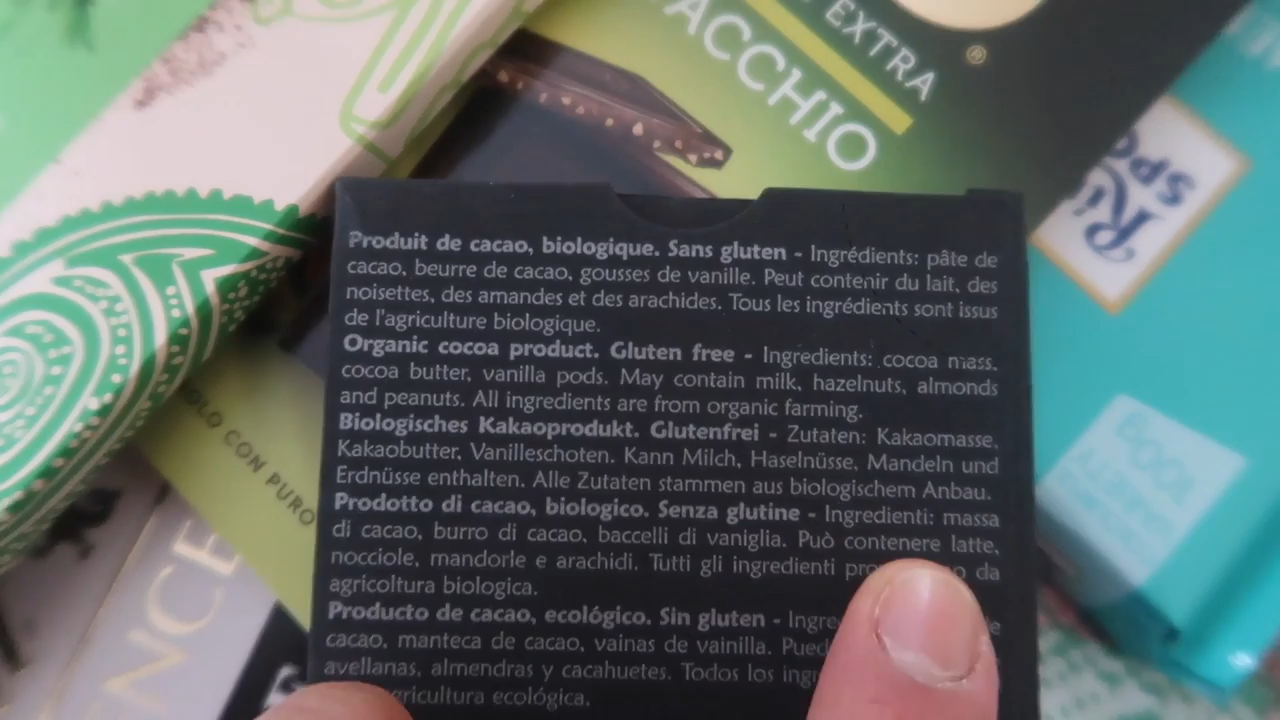 EXTRA
®
ACCHIO
Ri
SPO
Produit de cacao, biologique. Sans gluten - Ingrédients: pâte de
cacao, beurre de cacao, gousses de vanille. Peut contenir du lait, des
noisettes, des amandes et des arachides. Tous les ingrédients sont issus
de l'agriculture biologique.
Organic cocoa product. Gluten free - Ingredients: cocoa mass,
cocoa butter, vanilla pods. May contain milk, hazelnuts, almonds
and peanuts. All ingredients are from organic farming.
Biologisches Kakaoprodukt. Glutenfrei - Zutaten: Kakaomasse,
Kakaobutter, Vanilleschoten. Kann Milch, Haselnüsse, Mandeln und
Erdnüsse enthalten. Alle Zutaten stammen aus biologischem Anbau.
Prodotto di cacao, biologico. Senza glutine - Ingredienti: massa
di cacao, burro di cacao, baccelli di vaniglia. Può contenere latte,
nocciole, mandorle e arachidi. Tutti gli ingredienti da
agricoltura biologica.
Producto de cacao, ecológico. Sin gluten - Ingre
cacao, manteca de cacao, vainas de vainilla. Pued
avellanas, almendras y cacahuetes. Todos los ingr
gricultura ecológica.
OLO CON PURO
ENCE